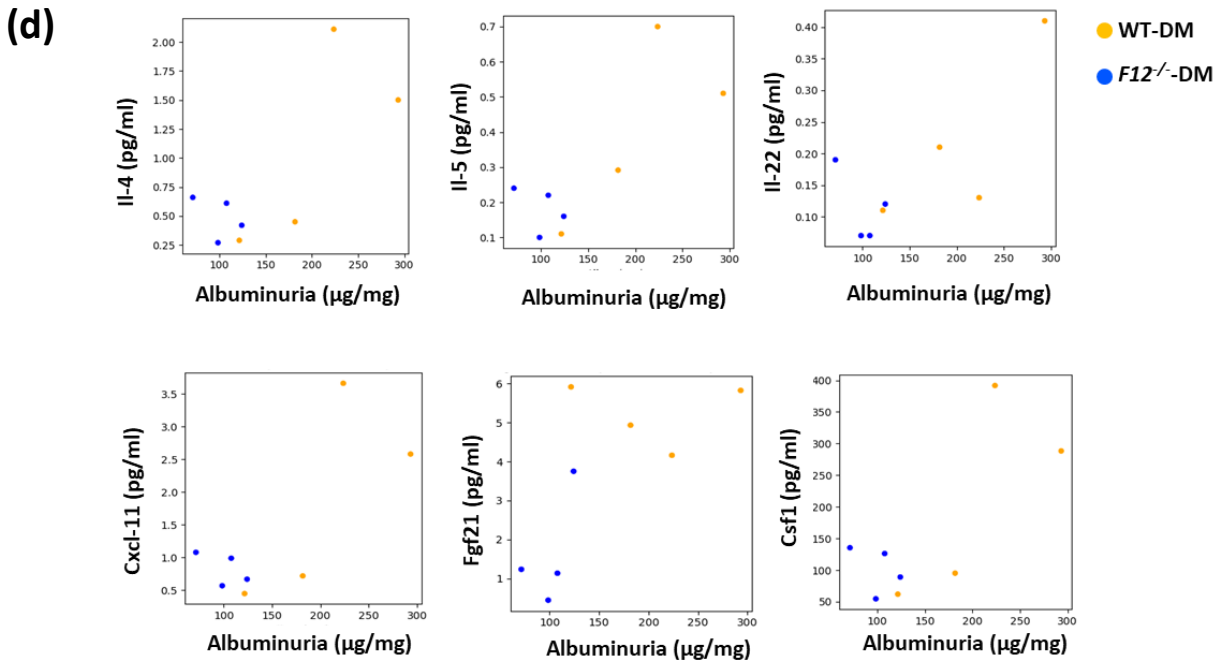 (d)
WT-DM
F12-/--DM
Il-4 (pg/ml)
2.00
1.75
1.50
1.25
1.00
0.75
0.50
0.25
100 150 200 250 300
Albuminuria (µg/mg)
Il-5 (pg/ml)
0.7
0.6
0.5
0.4
0.3
0.2
0.1
100 150 200 250 300
Albuminuria (µg/mg)
Il-22 (pg/ml)
0.40
0.35
0.30
0.25
0.20
0.15
0.10
100 150 200 250 300
Albuminuria (µg/mg)
Cxcl-11 (pg/ml)
3.5
3.0
2.5
2.0
1.5
1.0
0.5
100 150 200 250 300
Albuminuria (µg/mg)
Fgf21 (pg/ml)
6
5
4
3
2
1
100 150 200 250 300
Albuminuria (µg/mg)
Csf1 (pg/ml)
400
350
300
250
200
150
100
50
100 150 200 250 300
Albuminuria (µg/mg)